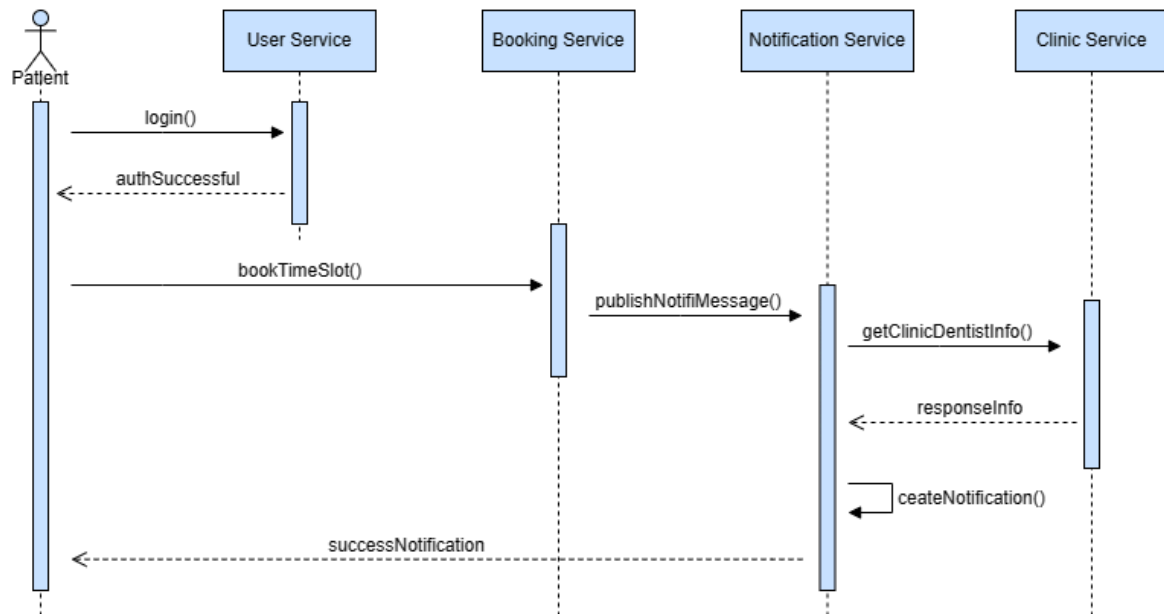 User Service
Booking Service
Notification Service
Clinic Service
Patient
login()
authSuccessful
bookTimeSlot()
publishNotifiMessage()
getClinicDentistInfo()
responseInfo
ceateNotification()
successNotification